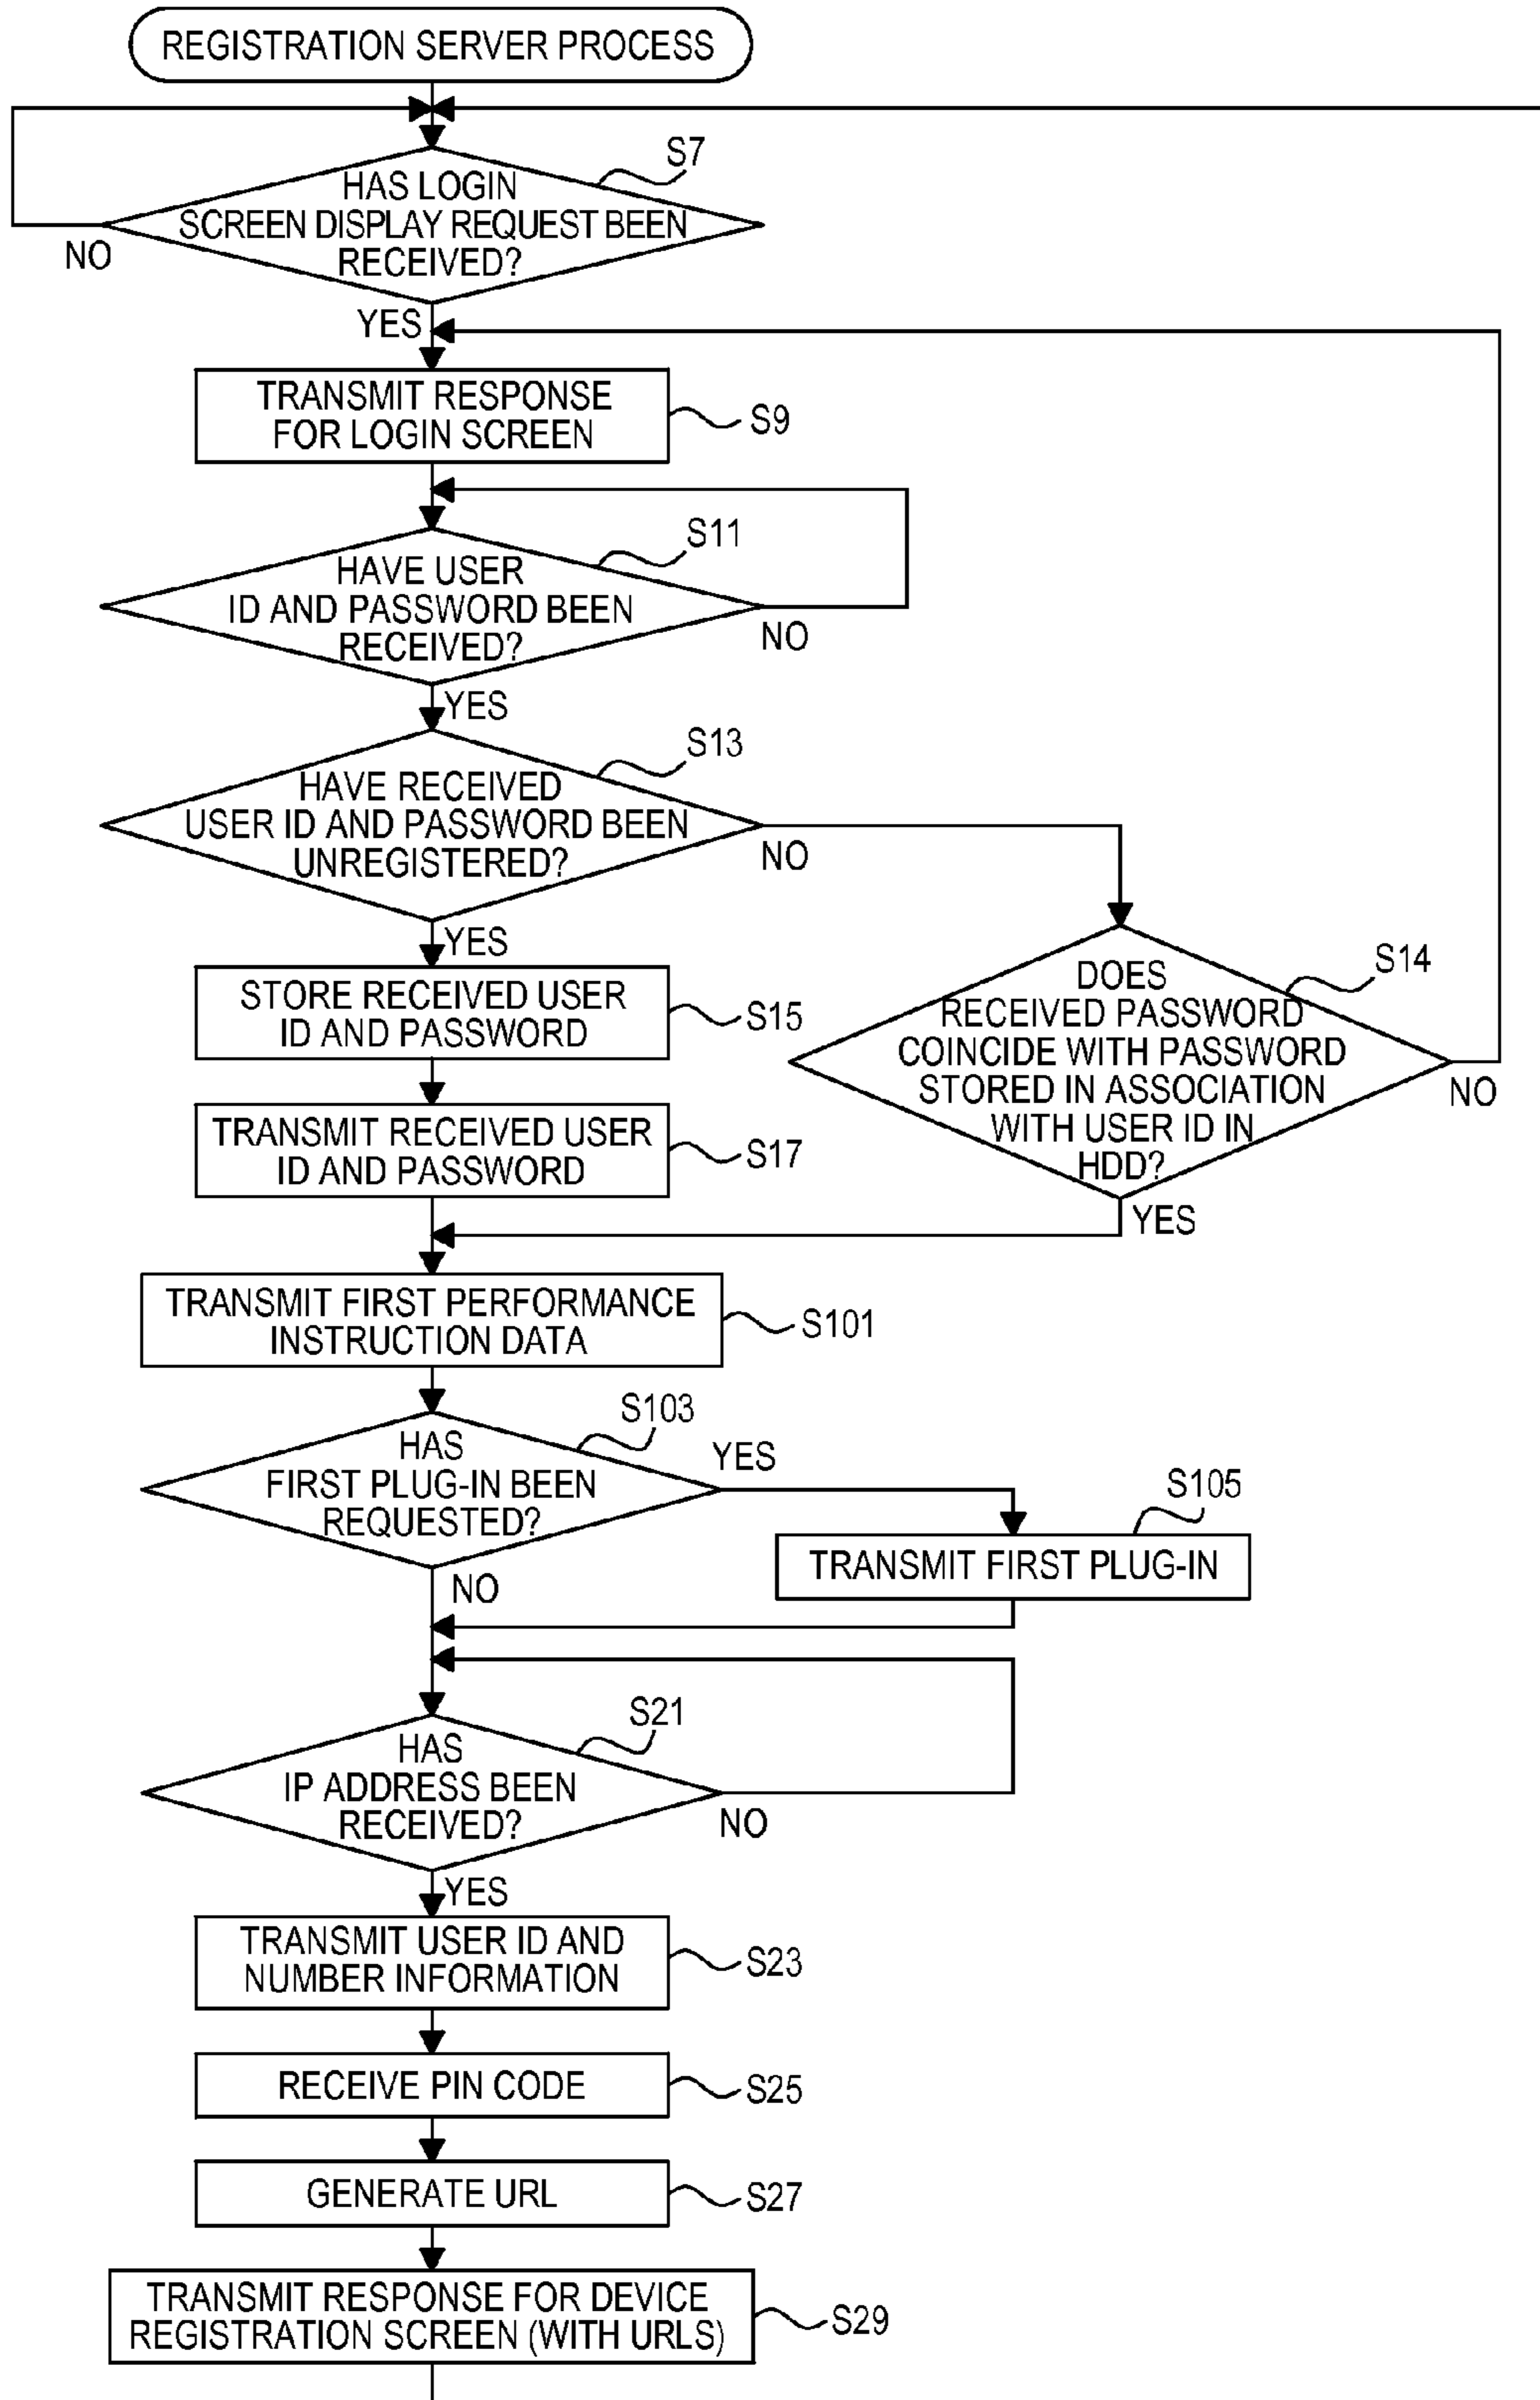 REGISTRATION SERVER PROCESS
S7
HAS LOGIN
SCREEN DISPLAY REQUEST BEEN
RECEIVED?
NO
YES
TRANSMIT RESPONSE
FOR LOGIN SCREEN
S9
S11
HAVE USER
ID AND PASSWORD BEEN
RECEIVED?
NO
YES
S13
HAVE RECEIVED
USER ID AND PASSWORD BEEN
UNREGISTERED?
NO
YES
S14
DOES
RECEIVED PASSWORD
COINCIDE WITH PASSWORD
STORED IN ASSOCIATION
WITH USER ID IN
HDD?
NO
YES
STORE RECEIVED USER
ID AND PASSWORD
S15
TRANSMIT RECEIVED USER
ID AND PASSWORD
S17
TRANSMIT FIRST PERFORMANCE
INSTRUCTION DATA
S101
S103
HAS
FIRST PLUG-IN BEEN
REQUESTED?
YES
NO
S105
TRANSMIT FIRST PLUG-IN
S21
HAS
IP ADDRESS BEEN
RECEIVED?
NO
YES
TRANSMIT USER ID AND
NUMBER INFORMATION
S23
RECEIVE PIN CODE
S25
GENERATE URL
S27
TRANSMIT RESPONSE FOR DEVICE
REGISTRATION SCREEN (WITH URLS)
S29